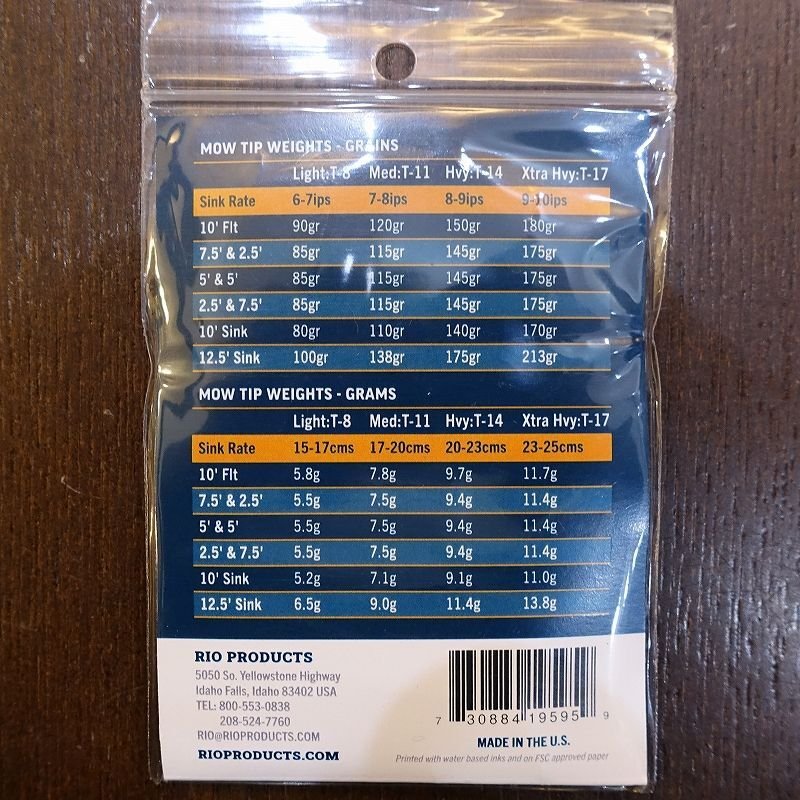 MOW TIP WEIGHTS - GRAINS
Light:T-8 Med:T-11 Hvy:T-14 Xtra Hvy:T-17
Sink Rate 6-7ips 7-8ips 8-9ips 9-10ips
10' Flt 90gr 120gr 150gr 180gr
7.5' & 2.5' 85gr 115gr 145gr 175gr
5' & 5' 85gr 115gr 145gr 175gr
2.5' & 7.5' 85gr 115gr 145gr 175gr
10' Sink 80gr 110gr 140gr 170gr
12.5' Sink 100gr 138gr 175gr 213gr
MOW TIP WEIGHTS - GRAMS
Light:T-8 Med:T-11 Hvy:T-14 Xtra Hvy:T-17
Sink Rate 15-17cms 17-20cms 20-23cms 23-25cms
10' Flt 5.8g 7.8g 9.7g 11.7g
7.5' & 2.5' 5.5g 7.5g 9.4g 11.4g
5' & 5' 5.5g 7.5g 9.4g 11.4g
2.5' & 7.5' 5.5g 7.5g 9.4g 11.4g
10' Sink 5.2g 7.1g 9.1g 11.0g
12.5' Sink 6.5g 9.0g 11.4g 13.8g
RIO PRODUCTS
5050 So. Yellowstone Highway
Idaho Falls, Idaho 83402 USA
TEL: 800-553-0838
208-524-7760
RIO@RIOPRODUCTS.COM
RIOPRODUCTS.COM
7 30884 19595 9
MADE IN THE U.S.
Printed with water based inks and on FSC approved paper